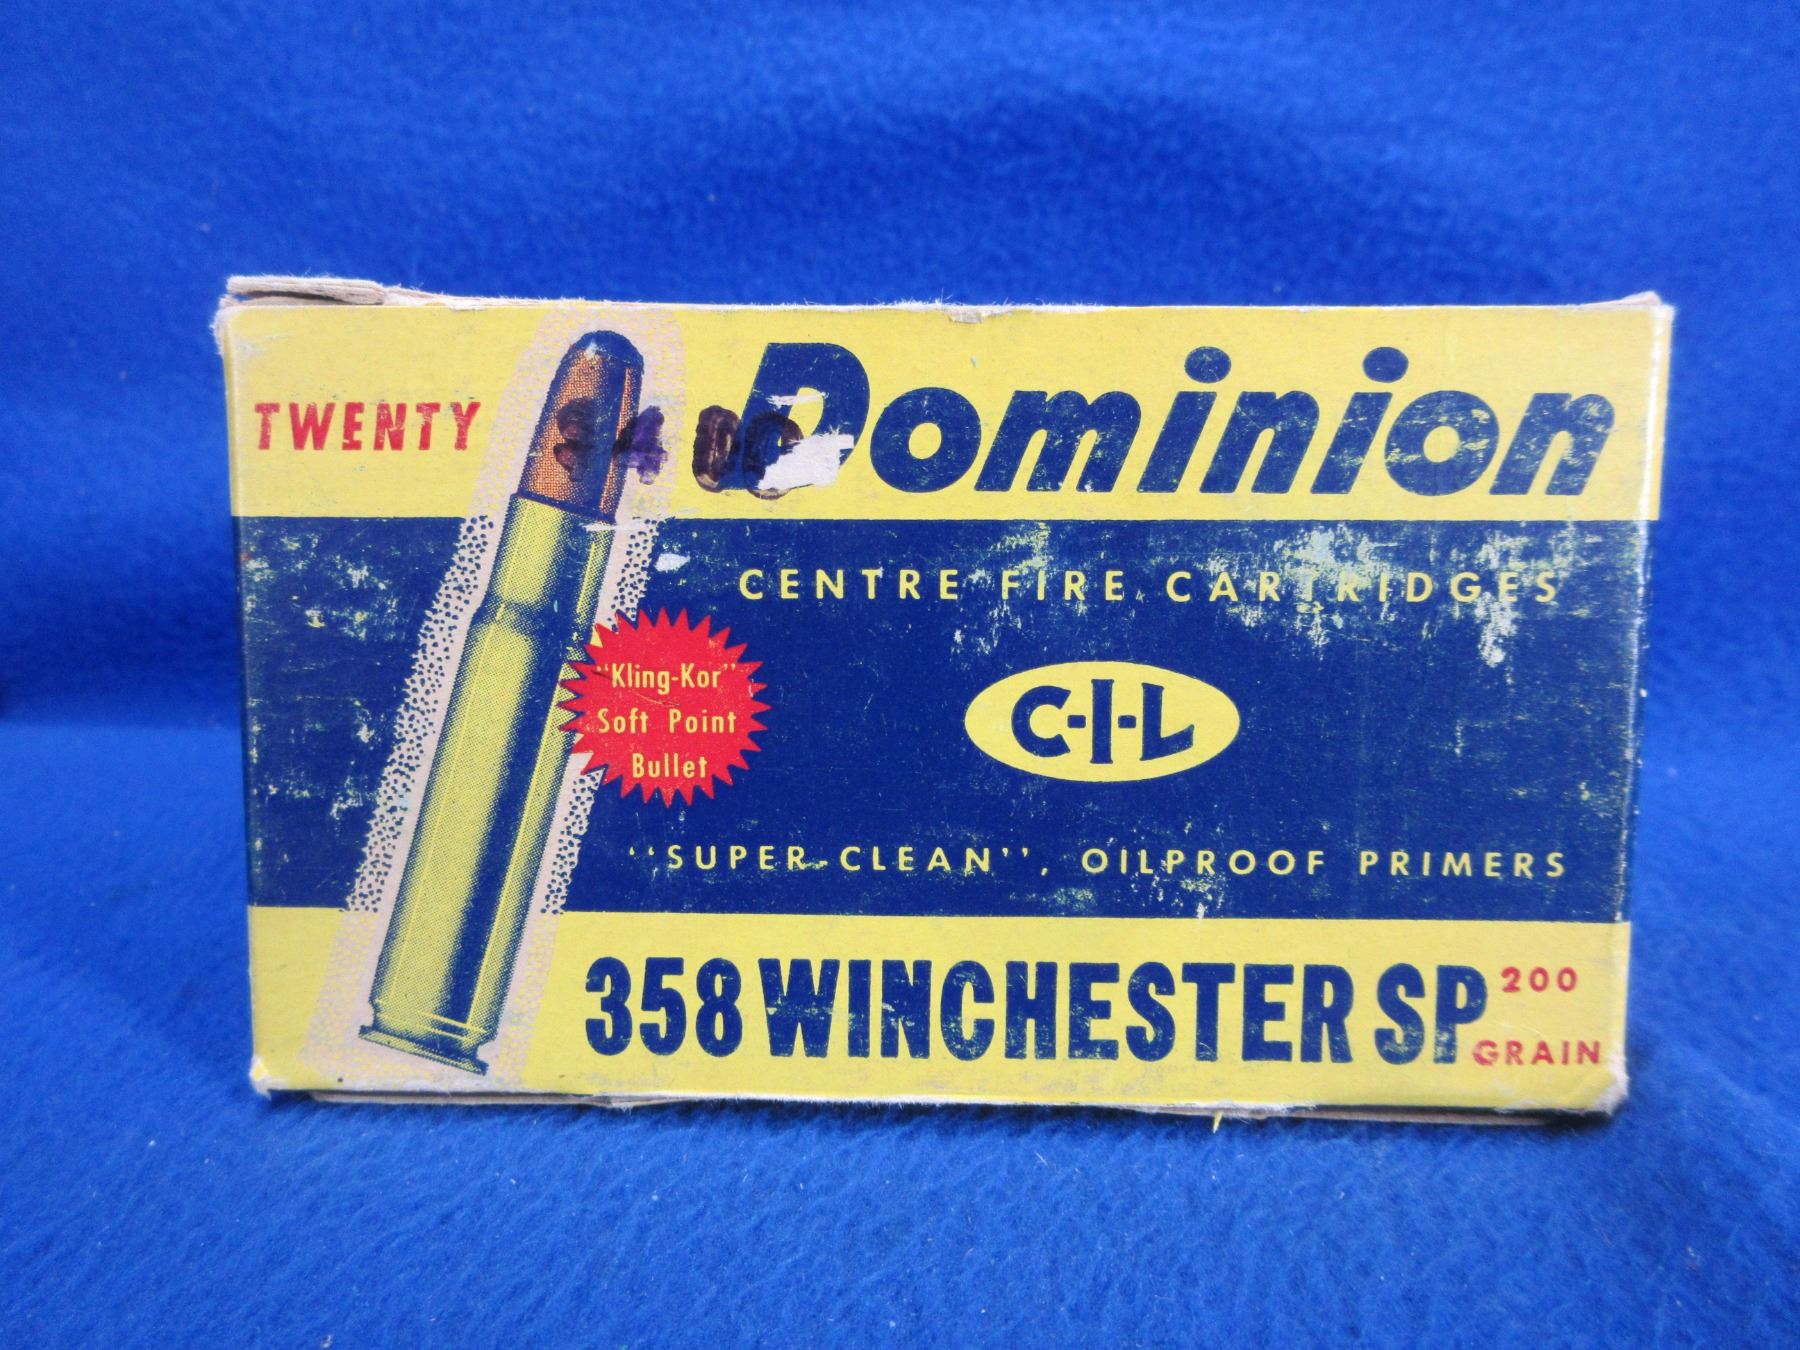 TWENTY
Dominion
CENTRE FIRE CARTRIDGES
"Kling-Kor"
Soft Point
Bullet
C-I-L
"SUPER-CLEAN", OILPROOF PRIMERS
358 WINCHESTER SP
200
GRAIN